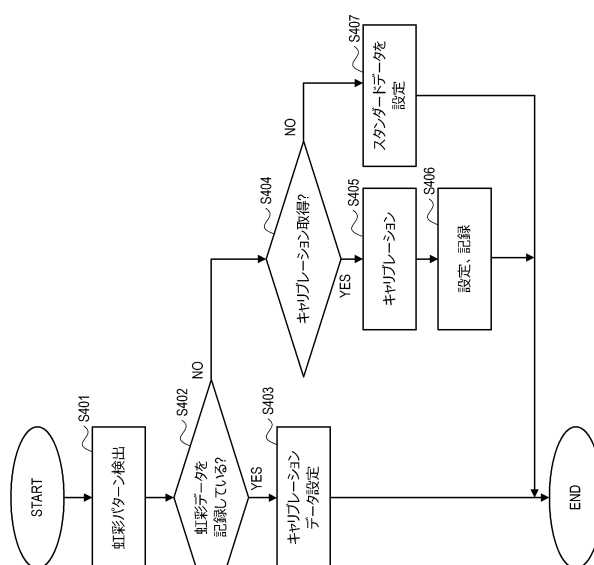 START
S401
虹彩パターン検出
S402
虹彩データを
記録している?
NO
YES
S403
キャリブレーション
データ設定
S404
キャリブレーション取得?
NO
YES
S405
キャリブレーション
S406
設定、記録
S407
スタンダードデータを
設定
END